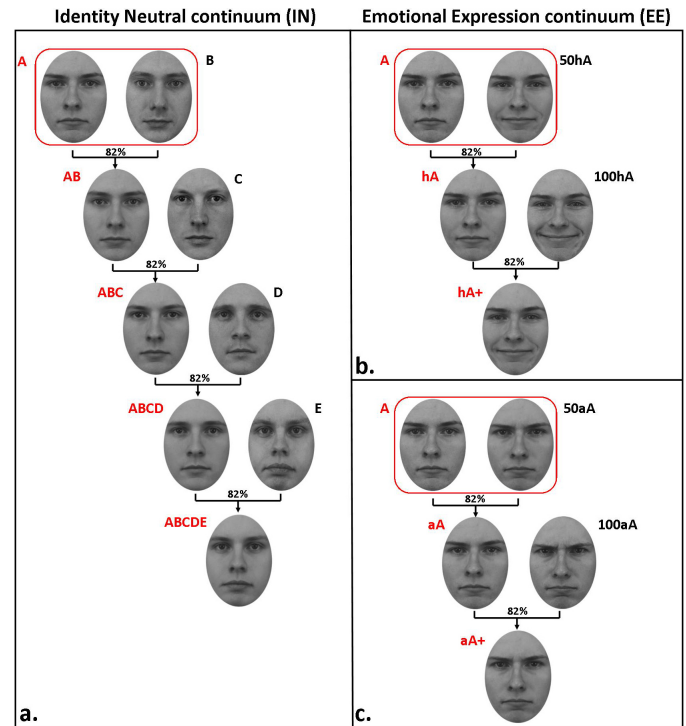 Identity Neutral continuum (IN)
Emotional Expression continuum (EE)
A
B
82%
AB
C
82%
ABC
D
82%
ABCD
E
82%
ABCDE
a.
A
50hA
82%
hA
100hA
82%
hA+
b.
A
50aA
82%
aA
100aA
82%
aA+
c.